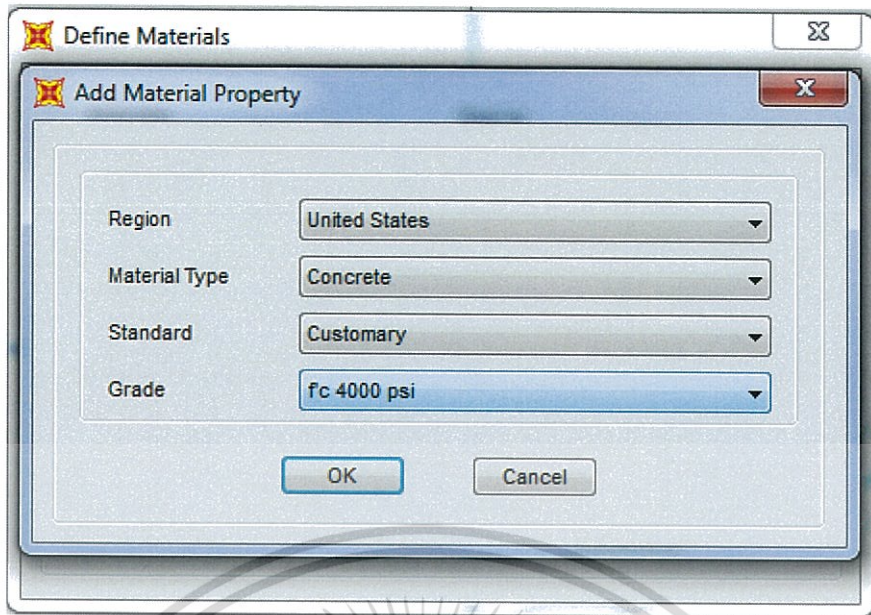 Define Materials
Add Material Property
Region United States
Material Type Concrete
Standard Customary
Grade f'c 4000 psi
OK Cancel